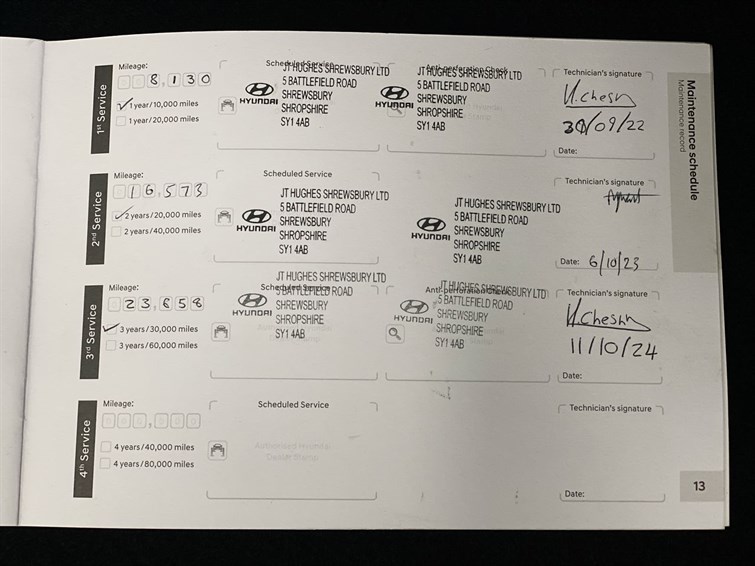 Maintenance schedule
Maintenance record
1st Service
Mileage:
8,130
1 year/10,000 miles
1 year/20,000 miles
Scheduled Service
HYUNDAI
JT HUGHES SHREWSBURY LTD
5 BATTLEFIELD ROAD
SHREWSBURY
SHROPSHIRE
SY1 4AB
Anti-perforation Check
HYUNDAI
JT HUGHES SHREWSBURY LTD
5 BATTLEFIELD ROAD
SHREWSBURY
SHROPSHIRE
SY1 4AB
Technician's signature
30/09/22
Date:
2nd Service
Mileage:
16,573
2 years/20,000 miles
2 years/40,000 miles
Scheduled Service
HYUNDAI
JT HUGHES SHREWSBURY LTD
5 BATTLEFIELD ROAD
SHREWSBURY
SHROPSHIRE
SY1 4AB
HYUNDAI
JT HUGHES SHREWSBURY LTD
5 BATTLEFIELD ROAD
SHREWSBURY
SHROPSHIRE
SY1 4AB
Technician's signature
Date: 6/10/23
3rd Service
Mileage:
23,658
3 years/30,000 miles
3 years/60,000 miles
Scheduled Service
HYUNDAI
JT HUGHES SHREWSBURY LTD
5 BATTLEFIELD ROAD
SHREWSBURY
SHROPSHIRE
SY1 4AB
Anti-perforation Check
HYUNDAI
JT HUGHES SHREWSBURY LTD
5 BATTLEFIELD ROAD
SHREWSBURY
SHROPSHIRE
SY1 4AB
Technician's signature
11/10/24
Date:
4th Service
Mileage:
4 years/40,000 miles
4 years/80,000 miles
Scheduled Service
Authorised Hyundai
Dealer Stamp
Technician's signature
Date:
13